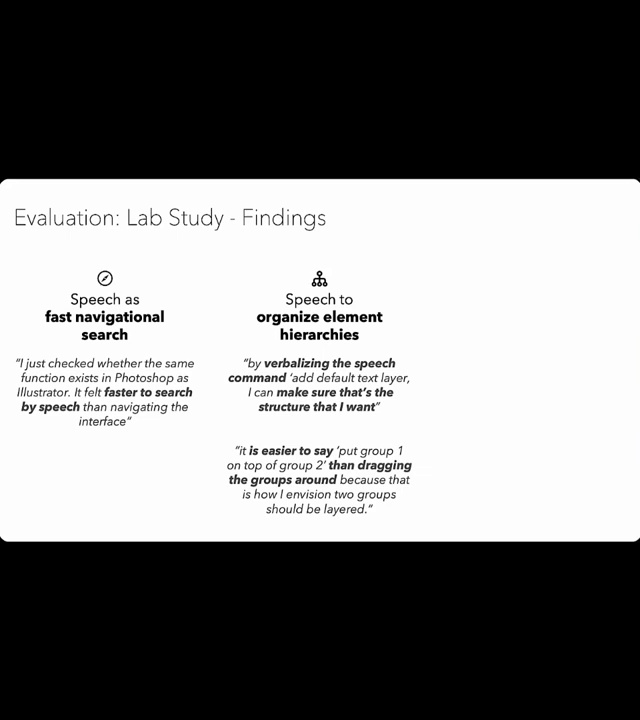 Evaluation: Lab Study - Findings
Speech as
fast navigational
search
“I just checked whether the same
function exists in Photoshop as
Illustrator. It felt faster to search
by speech than navigating the
interface”
Speech to
organize element
hierarchies
“by verbalizing the speech
command ‘add default text layer,
I can make sure that’s the
structure that I want”
“it is easier to say ‘put group 1
on top of group 2’ than dragging
the groups around because that
is how I envision two groups
should be layered.”